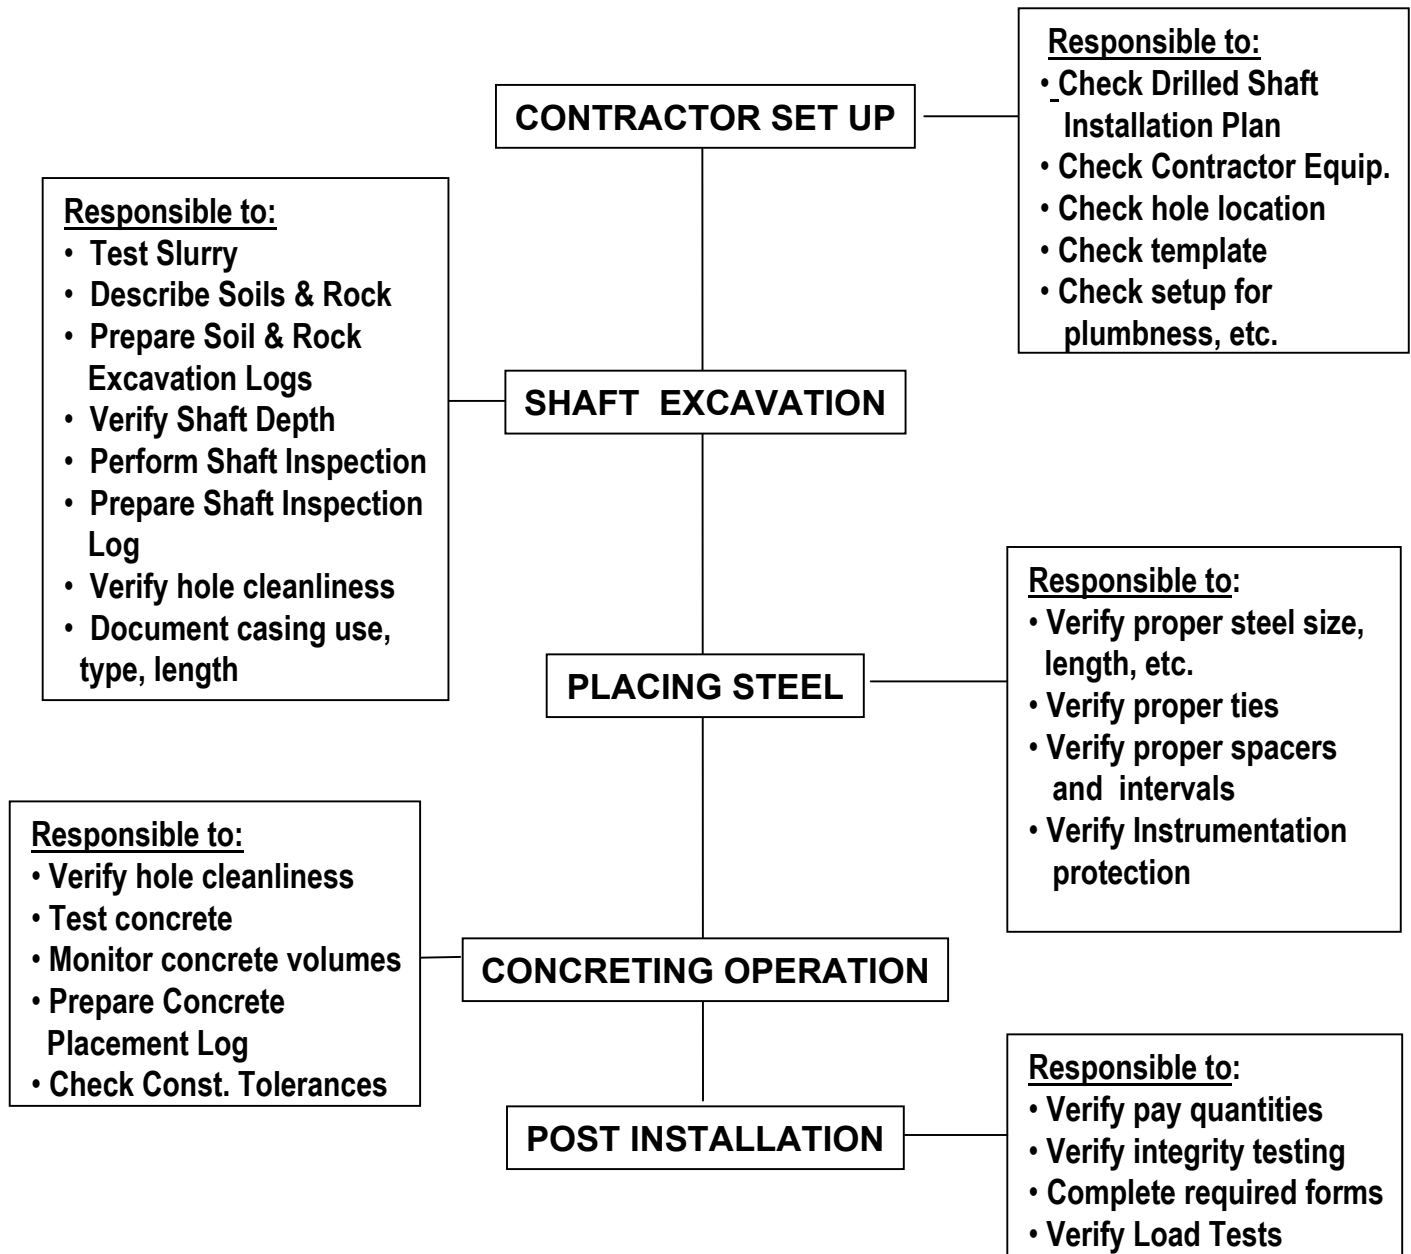 CONTRACTOR SET UP
Responsible to:
• Check Drilled Shaft
Installation Plan
• Check Contractor Equip.
• Check hole location
• Check template
• Check setup for
plumbness, etc.
Responsible to:
• Test Slurry
• Describe Soils & Rock
• Prepare Soil & Rock
Excavation Logs
• Verify Shaft Depth
• Perform Shaft Inspection
• Prepare Shaft Inspection
Log
• Verify hole cleanliness
• Document casing use,
type, length
SHAFT EXCAVATION
PLACING STEEL
Responsible to:
• Verify proper steel size,
length, etc.
• Verify proper ties
• Verify proper spacers
and intervals
• Verify Instrumentation
protection
Responsible to:
• Verify hole cleanliness
• Test concrete
• Monitor concrete volumes
• Prepare Concrete
Placement Log
• Check Const. Tolerances
CONCRETING OPERATION
POST INSTALLATION
Responsible to:
• Verify pay quantities
• Verify integrity testing
• Complete required forms
• Verify Load Tests